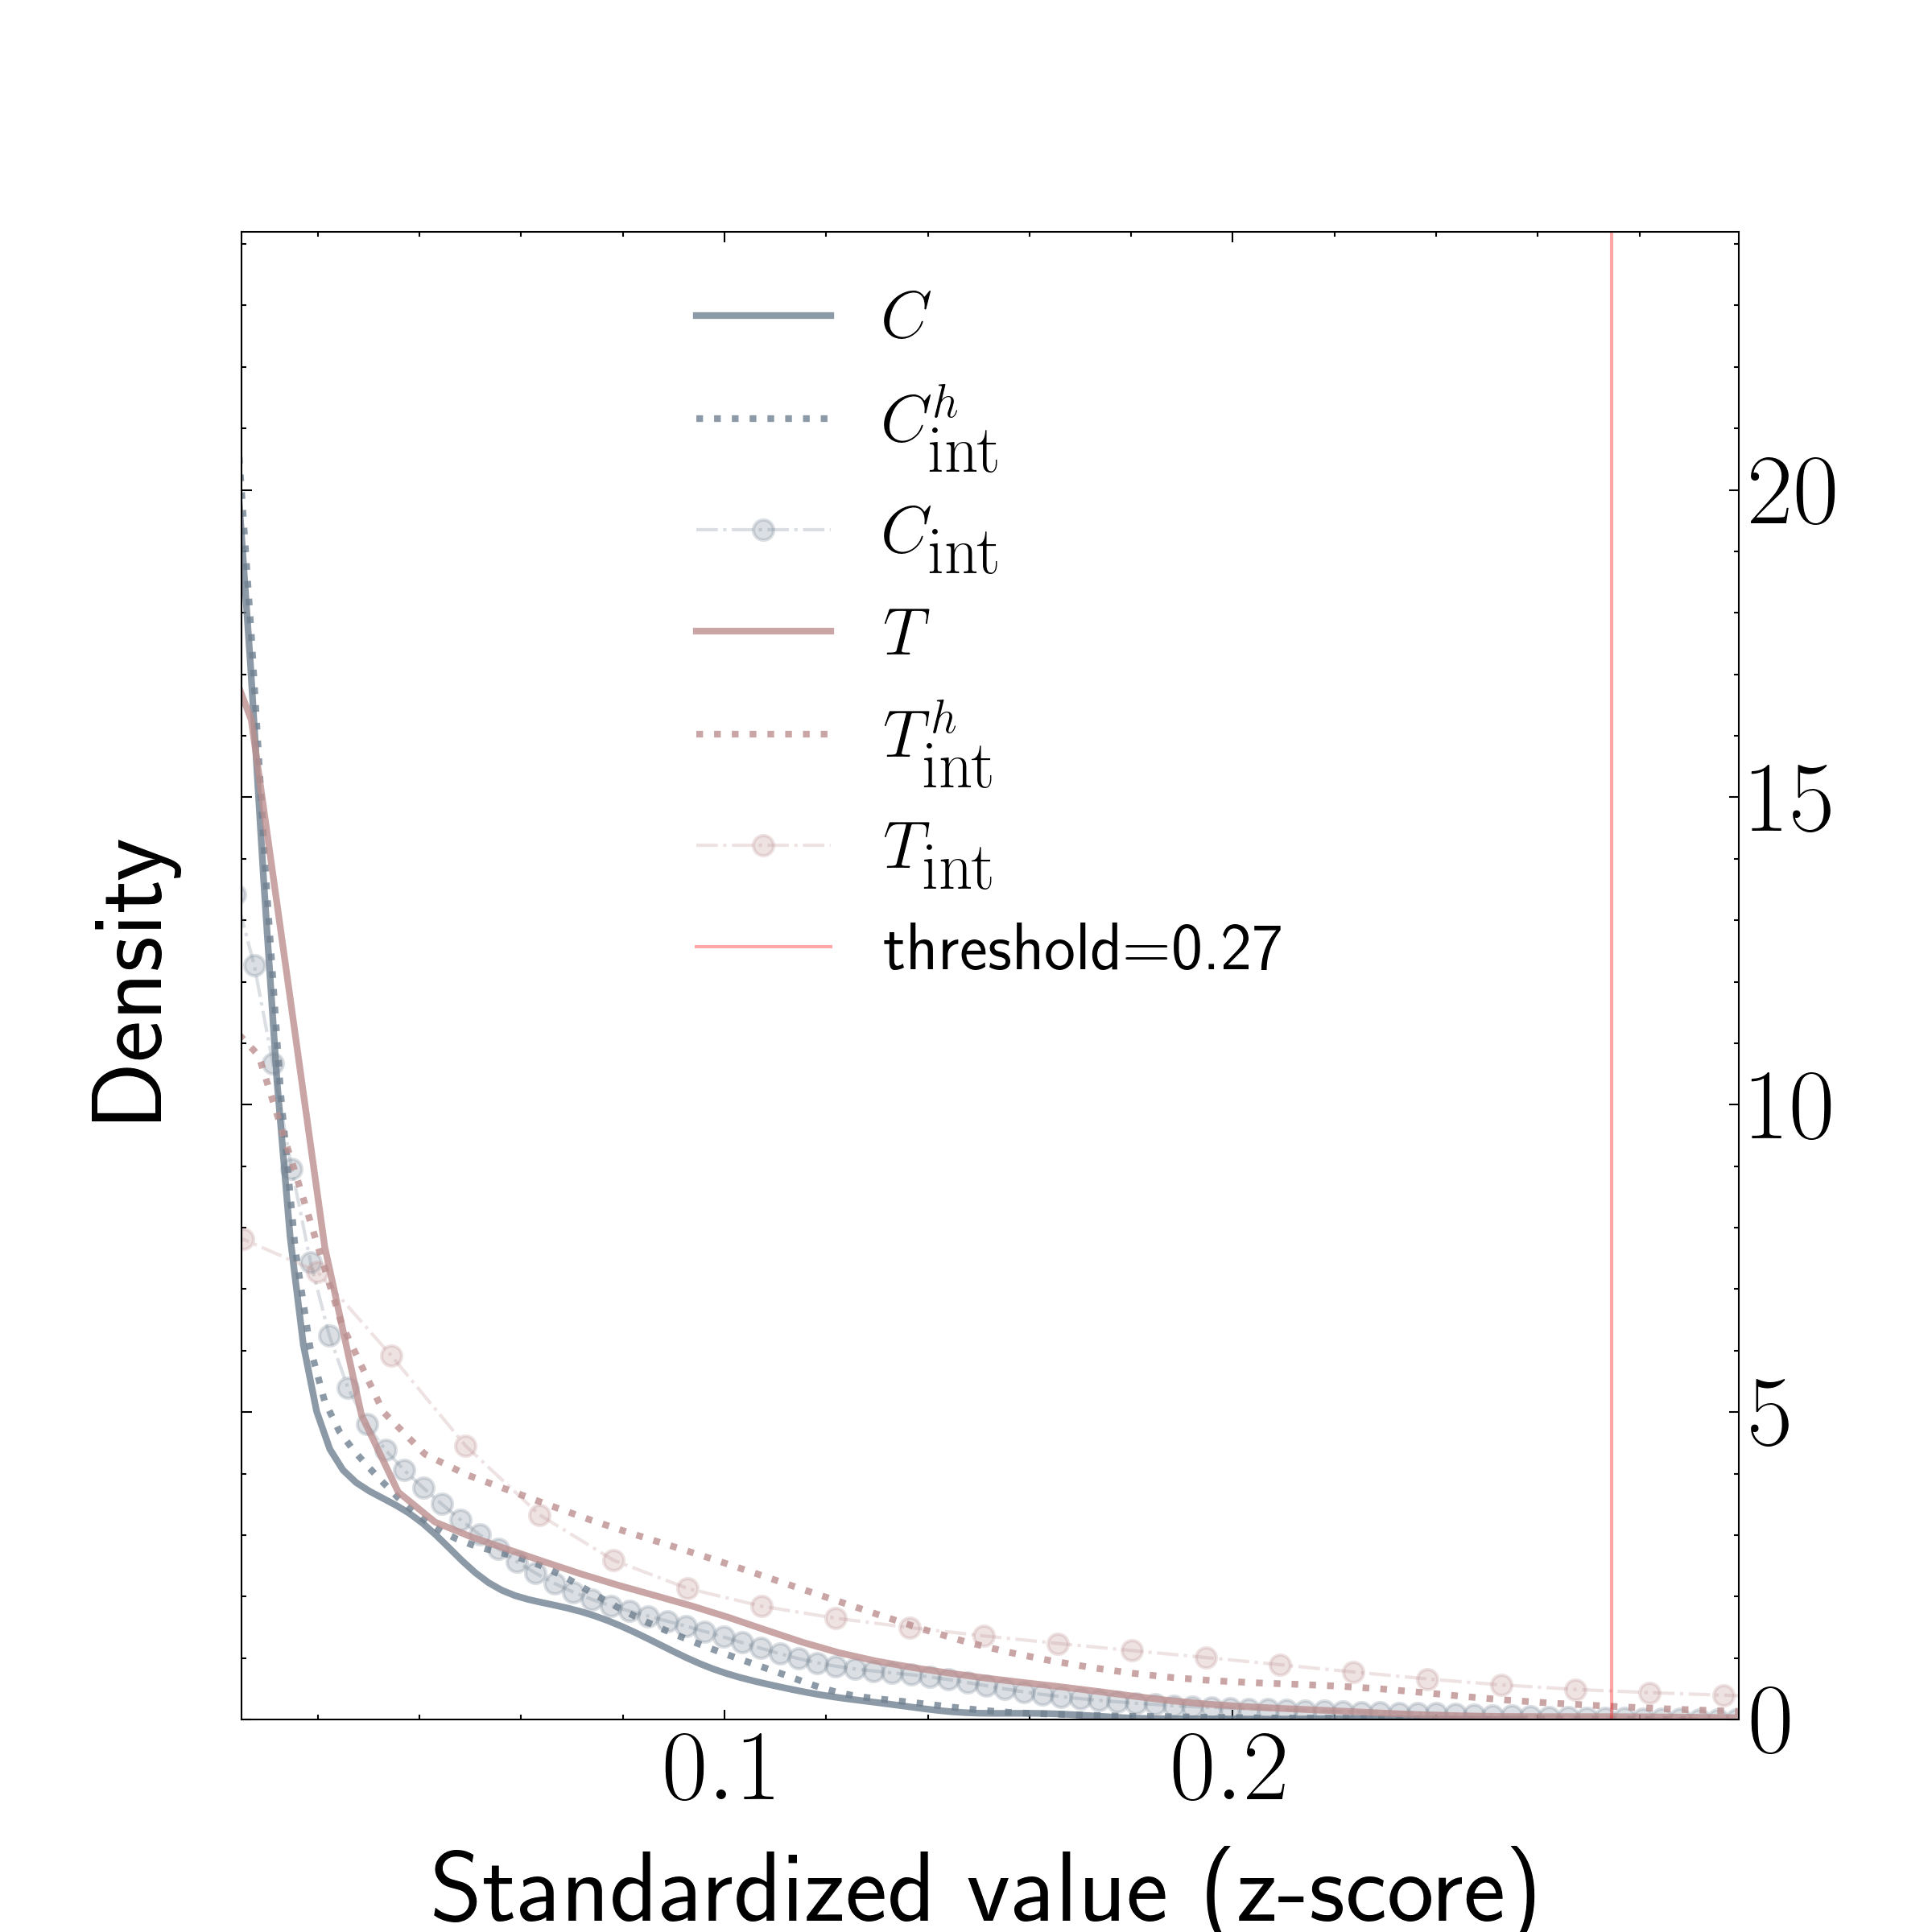 C
C^h_int
C_int
T
T^h_int
T_int
threshold=0.27
Density
20
15
10
5
0
0.1 0.2
Standardized value (z-score)